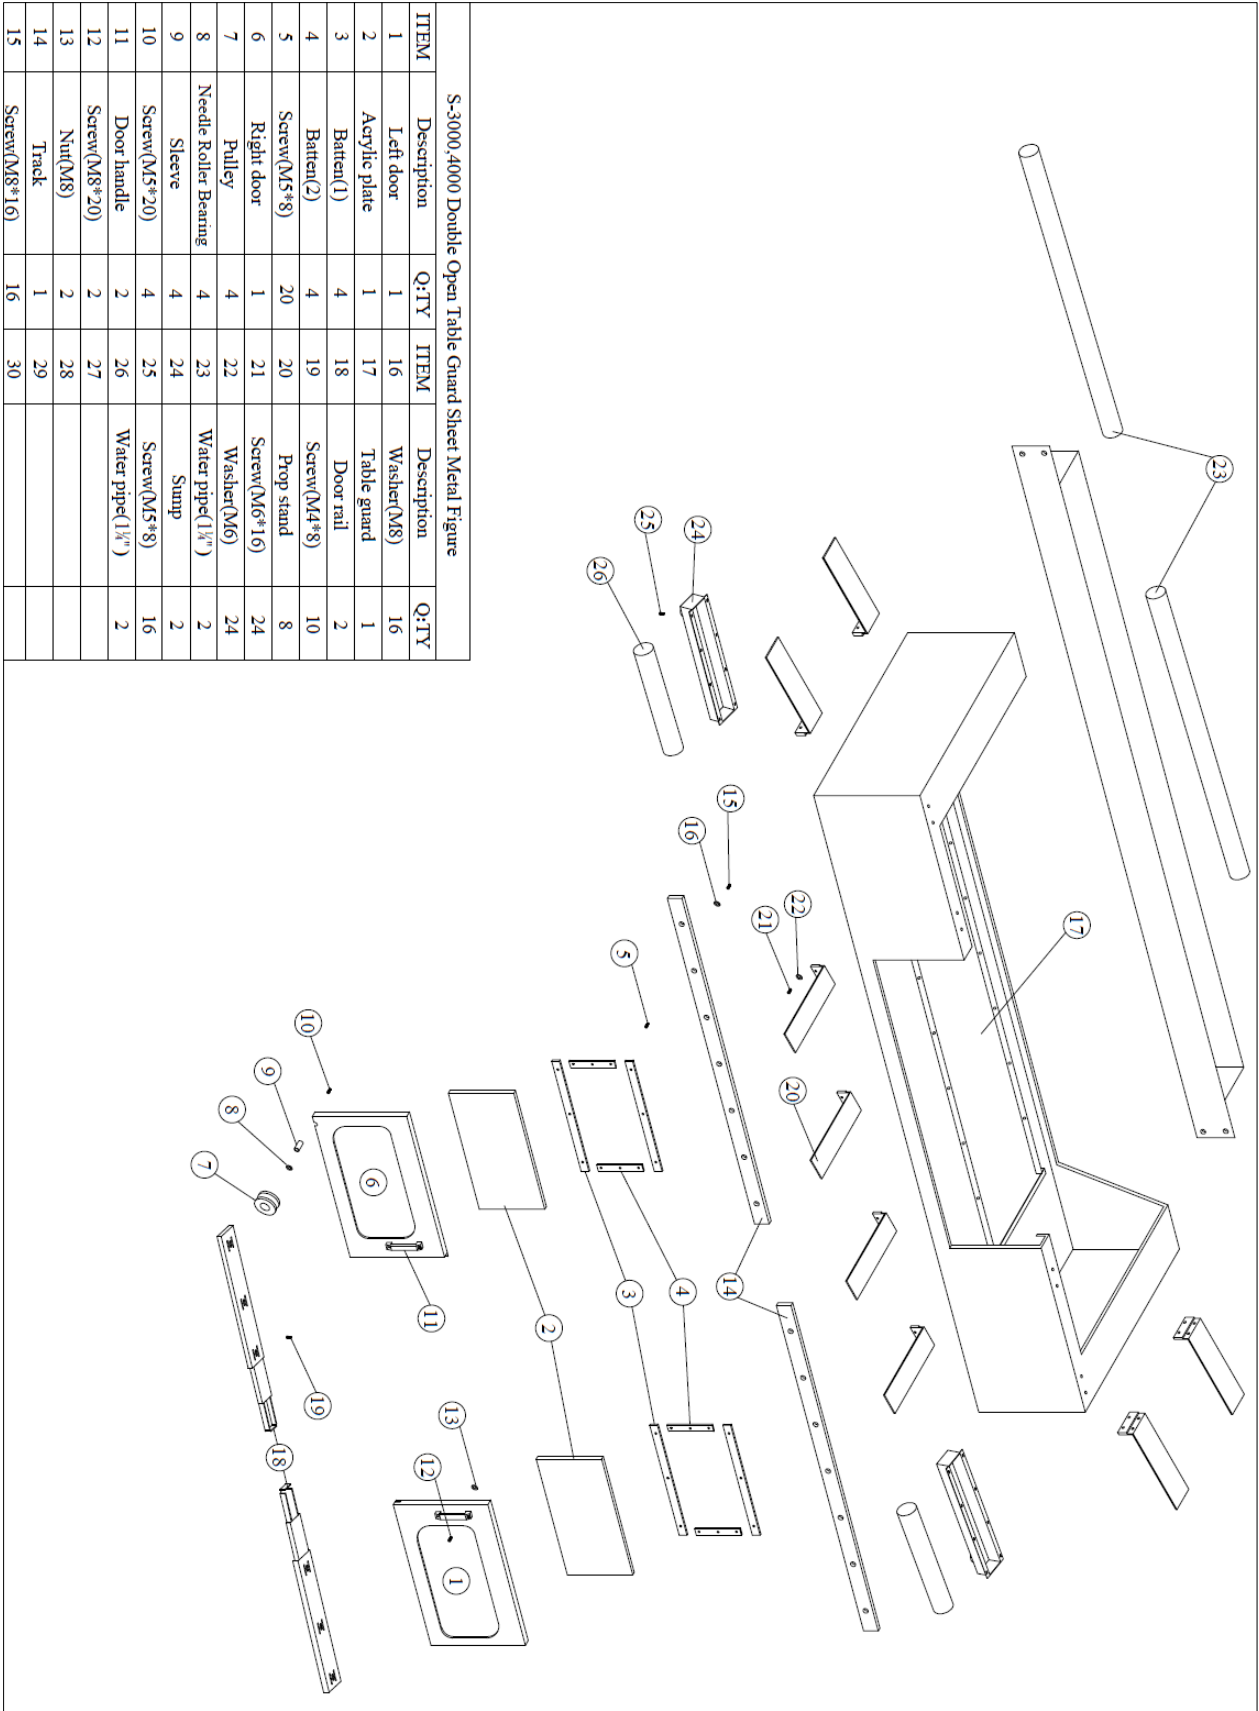 S-3000,4000 Double Open Table Guard Sheet Metal Figure
ITEM Description Q:TY ITEM Description Q:TY
1 Left door 1 16 Washer(M8) 16
2 Acrylic plate 1 17 Table guard 1
3 Batten(1) 4 18 Door rail 2
4 Batten(2) 4 19 Screw(M4*8) 10
5 Screw(M5*8) 20 20 Prop stand 8
6 Right door 1 21 Screw(M6*16) 24
7 Pulley 4 22 Washer(M6) 24
8 Needle Roller Bearing 4 23 Water pipe(1¼") 2
9 Sleeve 4 24 Sump 2
10 Screw(M5*20) 4 25 Screw(M5*8) 16
11 Door handle 2 26 Water pipe(1¼") 2
12 Screw(M8*20) 2 27
13 Nut(M8) 2 28
14 Track 1 29
15 Screw(M8*16) 16 30
23
24
25
26
17
15
16
22
21
20
5
14
4
3
2
10
9
8
7
6
11
19
18
13
12
1